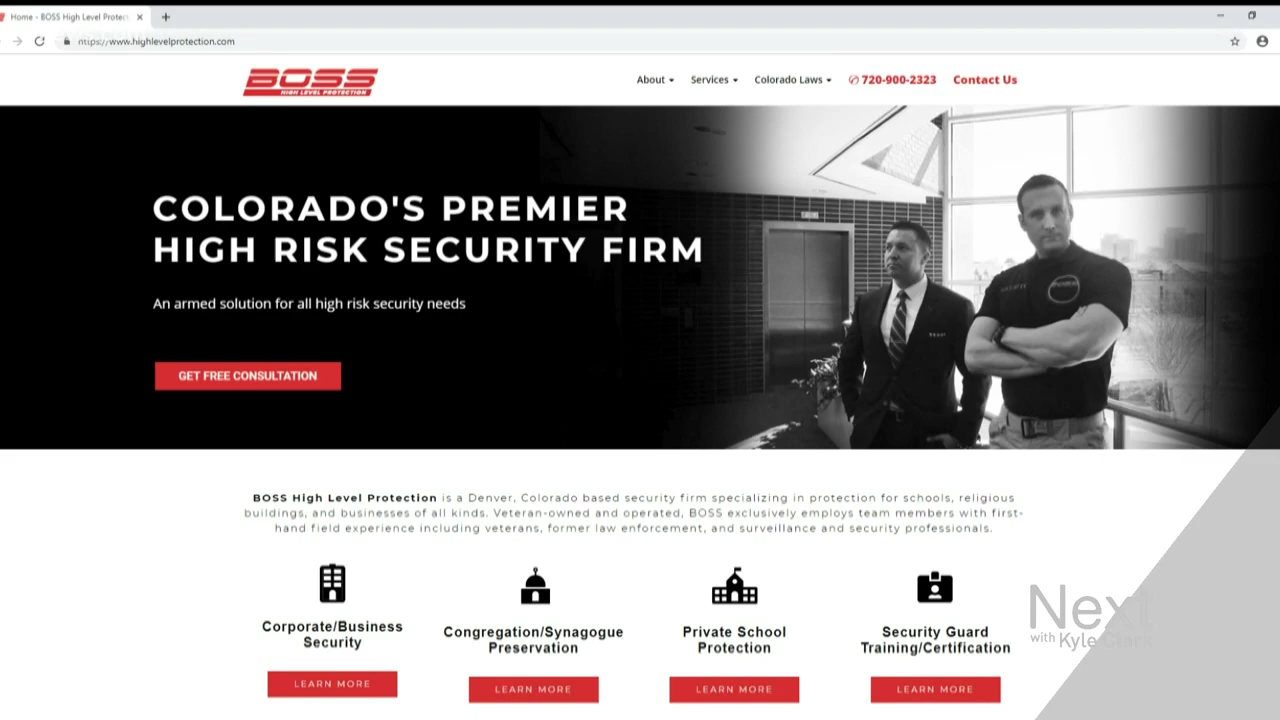 Home - BOSS High Level Protec
ntips://www.highlevelprotection.com
BOSS
HIGH LEVEL PROTECTION
About
Services
Colorado Laws
720-900-2323
Contact Us
COLORADO'S PREMIER
HIGH RISK SECURITY FIRM
An armed solution for all high risk security needs
GET FREE CONSULTATION
BOSS High Level Protection is a Denver, Colorado based security firm specializing in protection for schools, religious
buildings, and businesses of all kinds. Veteran-owned and operated, BOSS exclusively employs team members with first-
hand field experience including veterans, former law enforcement, and surveillance and security professionals.
Corporate/Business
Security
LEARN MORE
Congregation/Synagogue
Preservation
LEARN MORE
Private School
Protection
LEARN MORE
Security Guard
Training/Certification
LEARN MORE
Next
with Kyle Clark